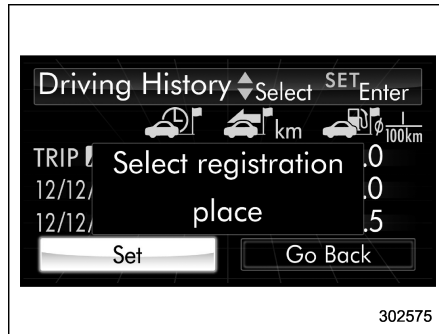 Driving History Select SET Enter
km l/100km
TRIP .0
Select registration
12/12/ .0
place
12/12/ .5
Set Go Back
302575